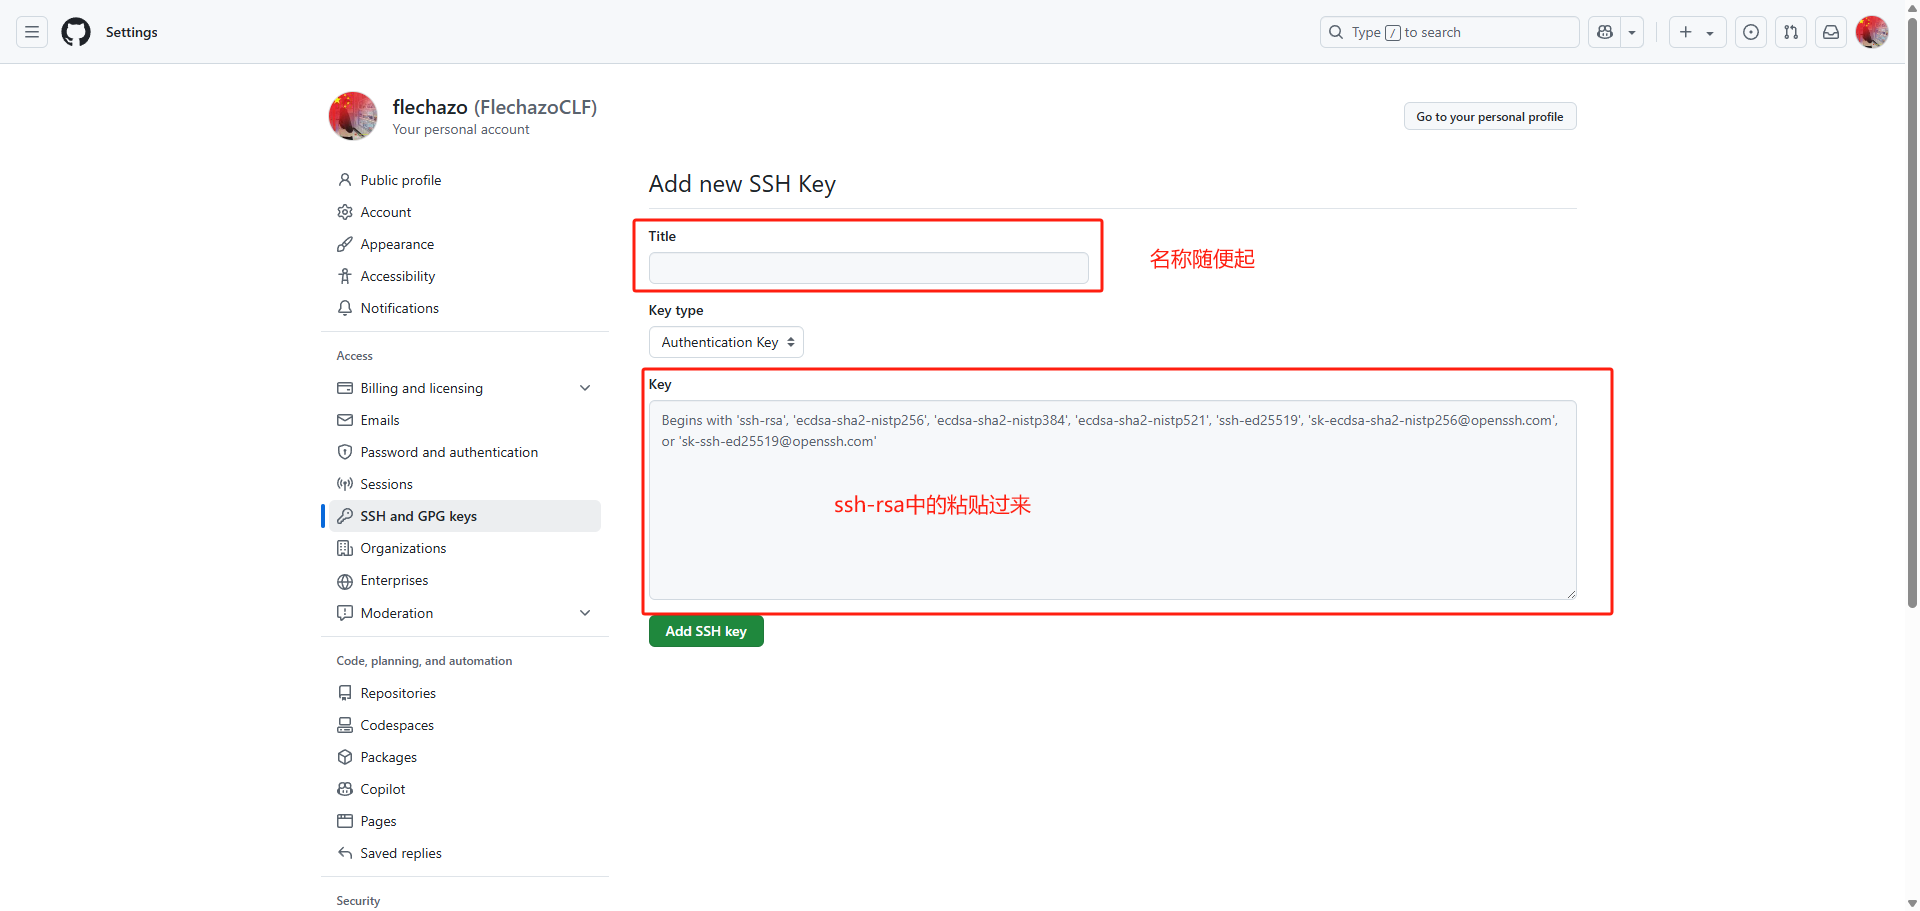 Settings
Type / to search
flechazo (FlechazoCLF)
Your personal account
Go to your personal profile
Public profile
Account
Appearance
Accessibility
Notifications
Access
Billing and licensing
Emails
Password and authentication
Sessions
SSH and GPG keys
Organizations
Enterprises
Moderation
Code, planning, and automation
Repositories
Codespaces
Packages
Copilot
Pages
Saved replies
Security
Add new SSH Key
Title
名称随便起
Key type
Authentication Key
Key
Begins with 'ssh-rsa', 'ecdsa-sha2-nistp256', 'ecdsa-sha2-nistp384', 'ecdsa-sha2-nistp521', 'ssh-ed25519', 'sk-ecdsa-sha2-nistp256@openssh.com',
or 'sk-ssh-ed25519@openssh.com'
ssh-rsa中的粘贴过来
Add SSH key